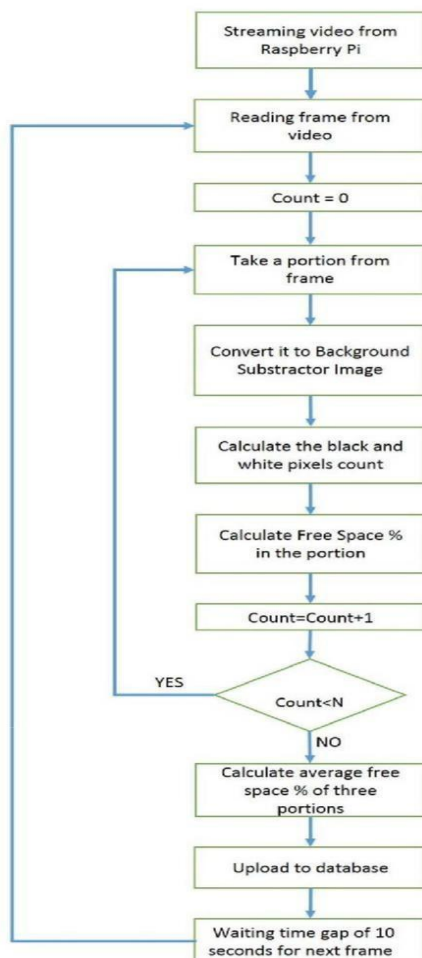 Streaming video from
Raspberry Pi
Reading frame from
video
Count = 0
Take a portion from
frame
Convert it to Background
Substractor Image
Calculate the black and
white pixels count
Calculate Free Space %
in the portion
Count=Count+1
YES
Count<N
NO
Calculate average free
space % of three
portions
Upload to database
Waiting time gap of 10
seconds for next frame